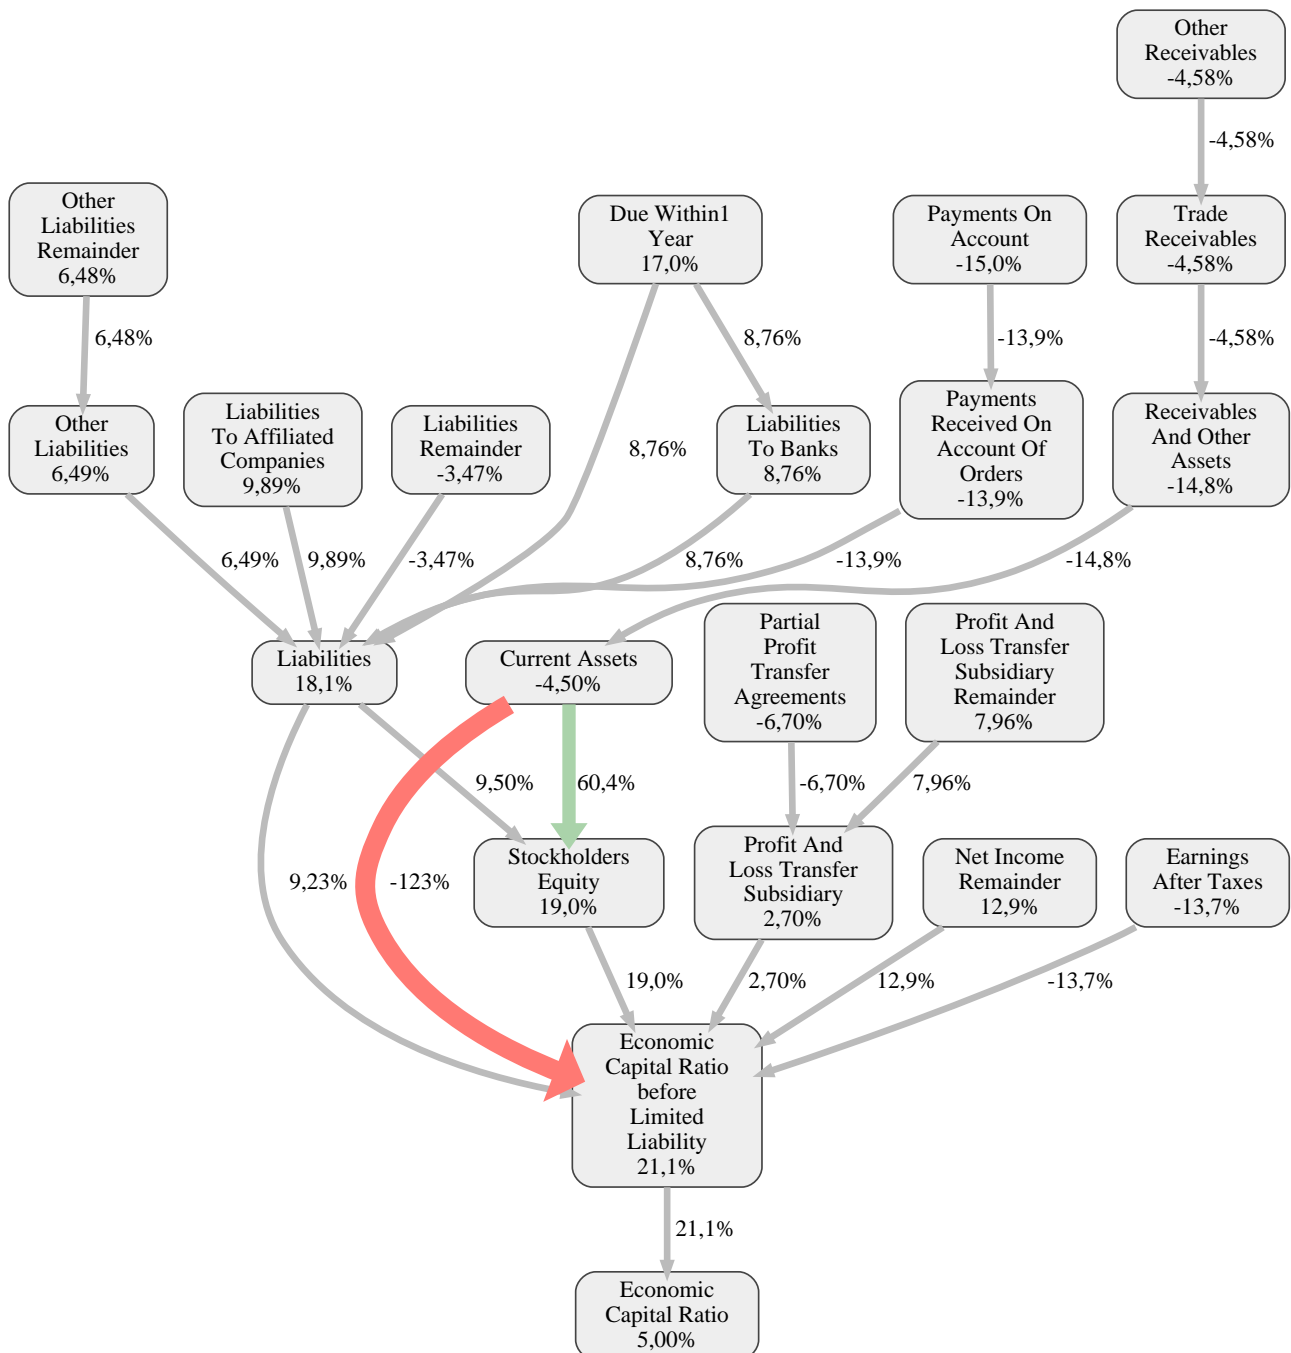 Other
Receivables
-4,58%
-4,58%
Other
Liabilities
Remainder
6,48%
Due Within1
Year
17,0%
Payments On
Account
-15,0%
Trade
Receivables
-4,58%
6,48%
8,76%
-13,9%
-4,58%
Other
Liabilities
6,49%
Liabilities
To Affiliated
Companies
9,89%
Liabilities
Remainder
-3,47%
8,76%
Liabilities
To Banks
8,76%
Payments
Received On
Account Of
Orders
-13,9%
Receivables
And Other
Assets
-14,8%
6,49%
9,89%
-3,47%
8,76%
-13,9%
-14,8%
Liabilities
18,1%
Current Assets
-4,50%
Partial
Profit
Transfer
Agreements
-6,70%
Profit And
Loss Transfer
Subsidiary
Remainder
7,96%
9,50%
60,4%
-6,70%
7,96%
9,23%
-123%
Stockholders
Equity
19,0%
Profit And
Loss Transfer
Subsidiary
2,70%
Net Income
Remainder
12,9%
Earnings
After Taxes
-13,7%
19,0%
2,70%
12,9%
-13,7%
Economic
Capital Ratio
before
Limited
Liability
21,1%
21,1%
Economic
Capital Ratio
5,00%